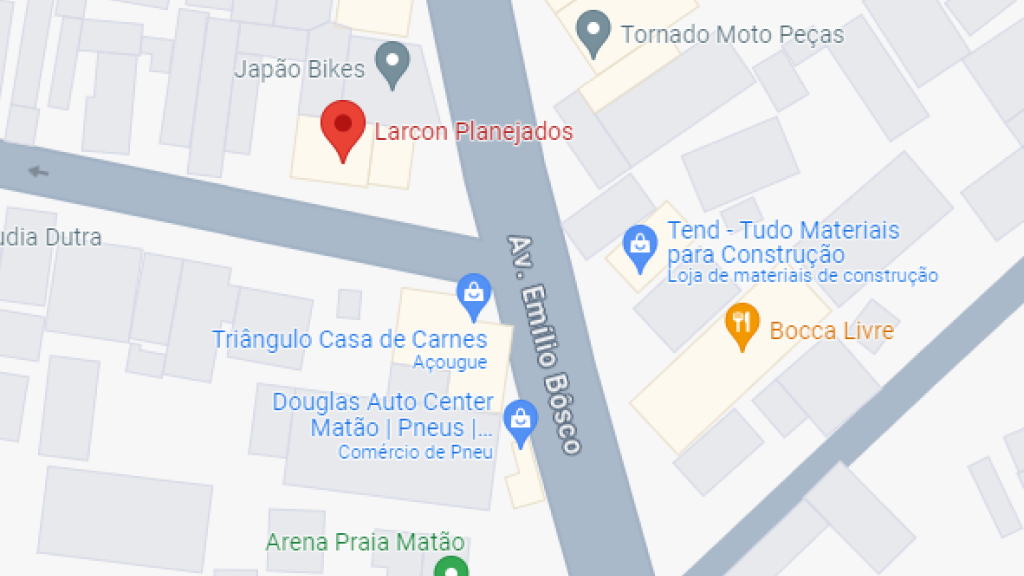 Tornado Moto Peças
Japão Bikes
Larcon Planejados
udia Dutra
Tend - Tudo Materiais
para Construção
Loja de materiais de construção
Av. Emílio Bósco
Bocca Livre
Triângulo Casa de Carnes
Açougue
Douglas Auto Center
Matão | Pneus |...
Comércio de Pneu
Arena Praia Matão